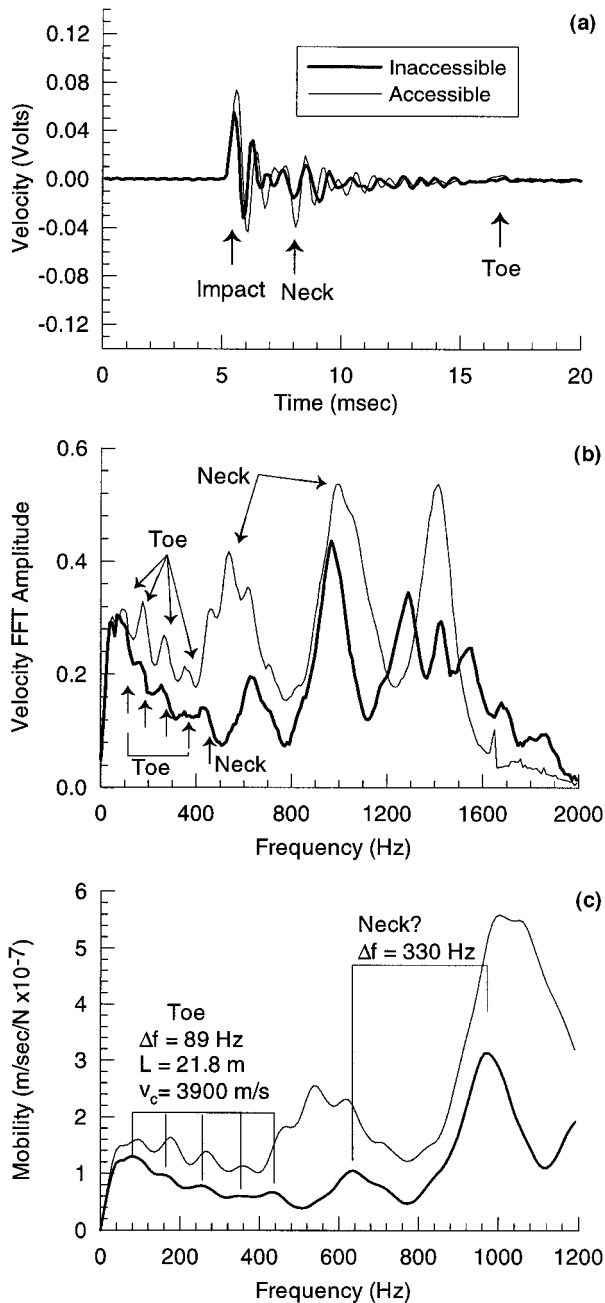 (a)
0.12
0.08
0.04
0.00
-0.04
-0.08
-0.12
Velocity (Volts)
Inaccessible
Accessible
Impact
Neck
Toe
0
5
10
15
20
Time (msec)
(b)
0.6
0.4
0.2
0.0
Velocity FFT Amplitude
Neck
Toe
Toe
Neck
0
400
800
1200
1600
2000
Frequency (Hz)
(c)
6
5
4
3
2
1
0
Mobility (m/sec/N x10-7)
Neck?
Δf = 330 Hz
Toe
Δf = 89 Hz
L = 21.8 m
vc= 3900 m/s
0
200
400
600
800
1000
1200
Frequency (Hz)